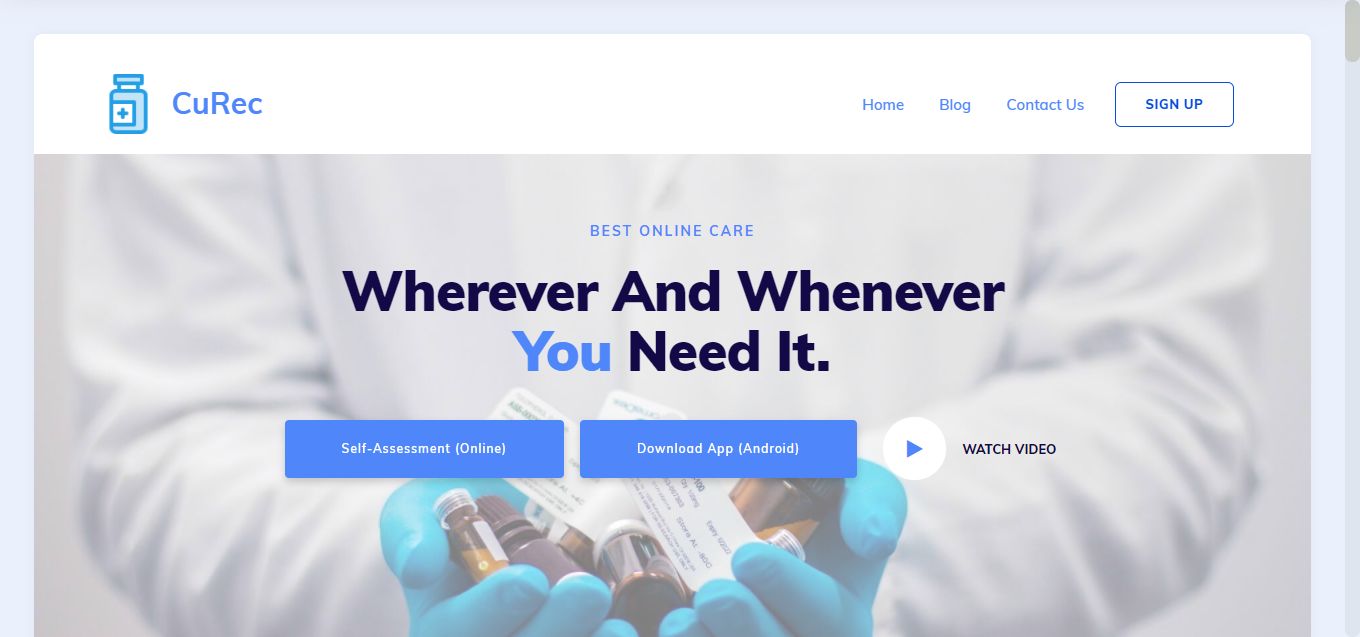 CuRec
Home
Blog
Contact Us
SIGN UP
BEST ONLINE CARE
Wherever And Whenever
You Need It.
Self-Assessment (Online)
Download App (Android)
WATCH VIDEO